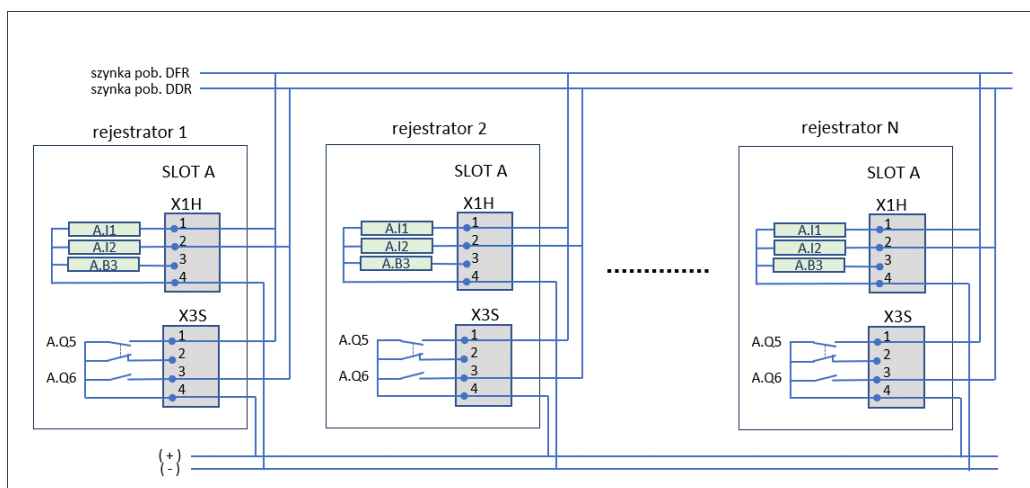 szynka pob. DFR
szynka pob. DDR
rejestrator 1
SLOT A
X1H
A.I1
A.I2
A.B3
1
2
3
4
X3S
A.Q5
A.Q6
1
2
3
4
rejestrator 2
SLOT A
X1H
A.I1
A.I2
A.B3
1
2
3
4
X3S
A.Q5
A.Q6
1
2
3
4
rejestrator N
SLOT A
X1H
A.I1
A.I2
A.B3
1
2
3
4
X3S
A.Q5
A.Q6
1
2
3
4
(+)
(-)